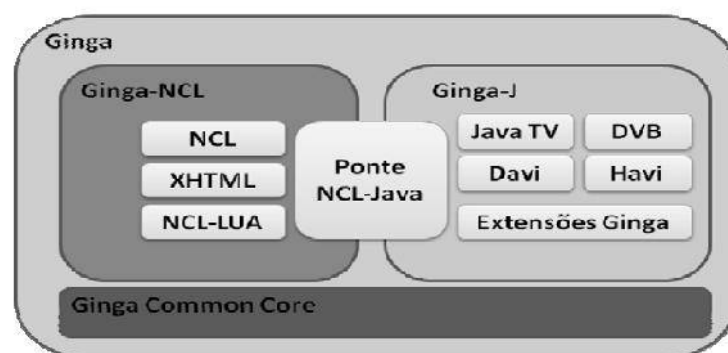 Ginga
Ginga-NCL
NCL
XHTML
NCL-LUA
Ponte
NCL-Java
Ginga-J
Java TV
DVB
Davi
Havi
Extensões Ginga
Ginga Common Core